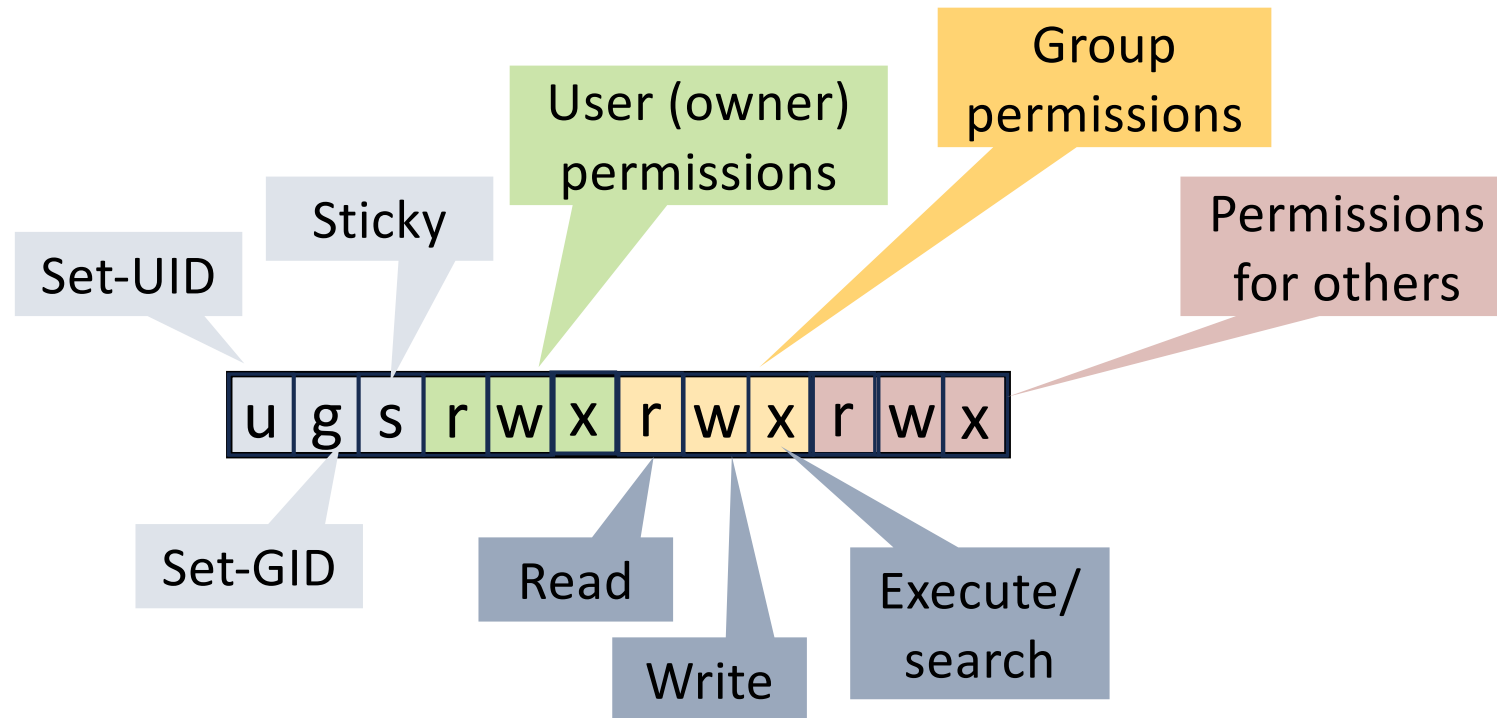 Group
permissions
User (owner)
permissions
Sticky
Permissions
for others
Set-UID
u g s r w x r w x r w x
Set-GID
Read
Execute/
search
Write